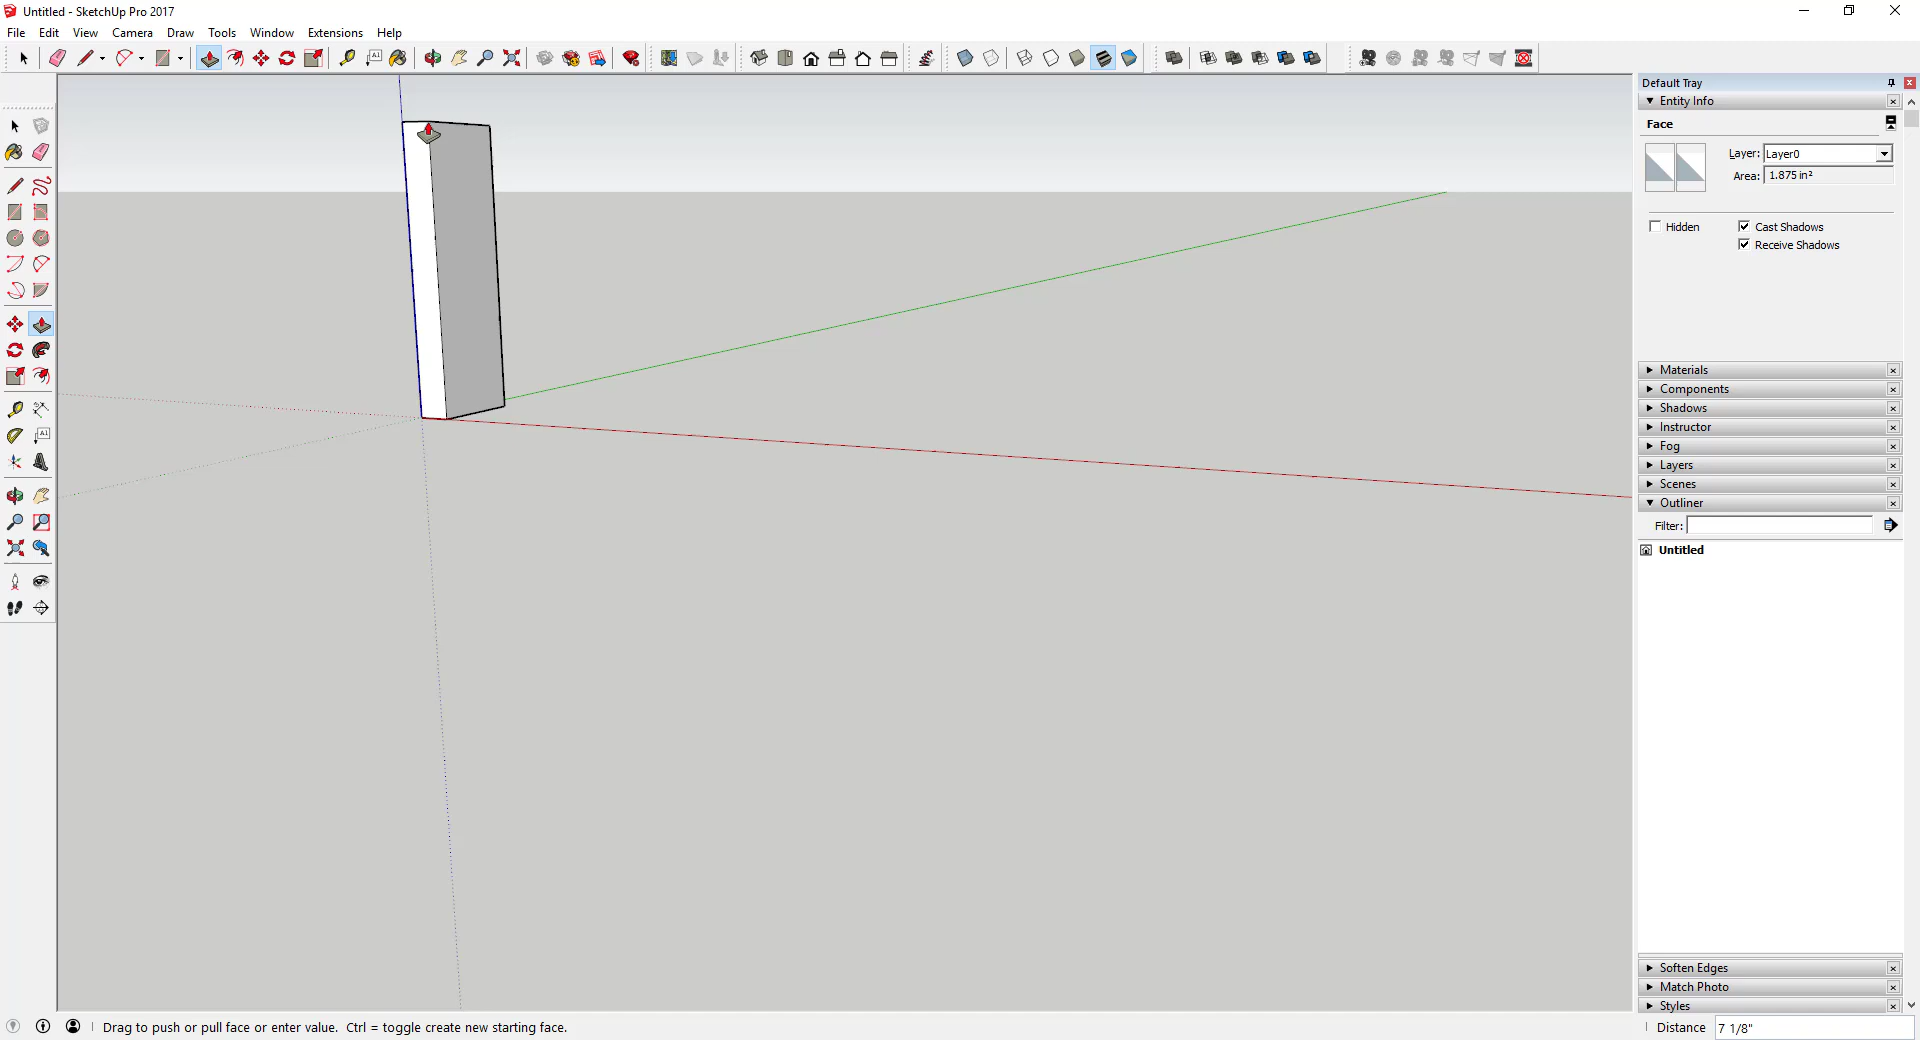 Untitled - SketchUp Pro 2017
File Edit View Camera Draw Tools Window Extensions Help
Default Tray
Entity Info
Face
Layer: Layer0
Area: 1.875 in²
Hidden Cast Shadows
Receive Shadows
Materials
Components
Shadows
Instructor
Fog
Layers
Scenes
Outliner
Filter:
Untitled
Soften Edges
Match Photo
Styles
Drag to push or pull face or enter value. Ctrl = toggle create new starting face.
Distance 7 1/8"